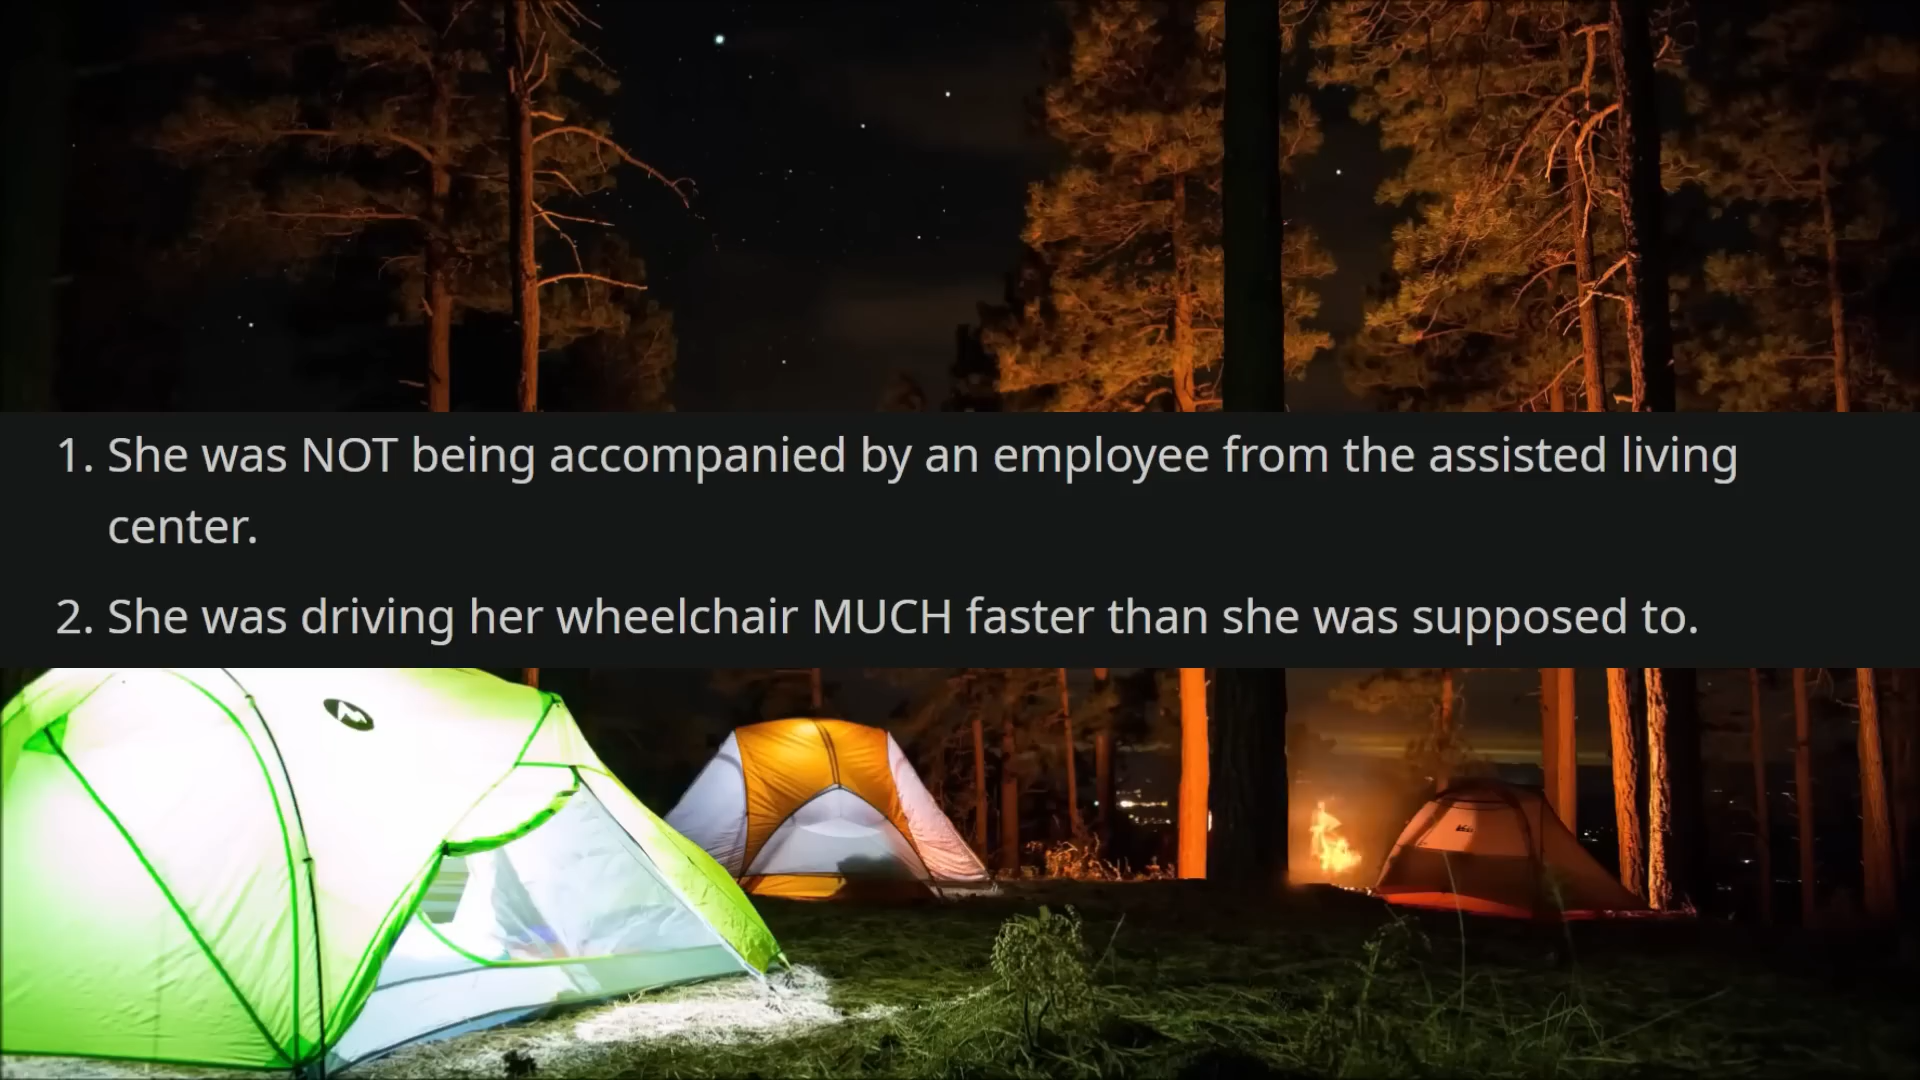 1. She was NOT being accompanied by an employee from the assisted living
center.
2. She was driving her wheelchair MUCH faster than she was supposed to.